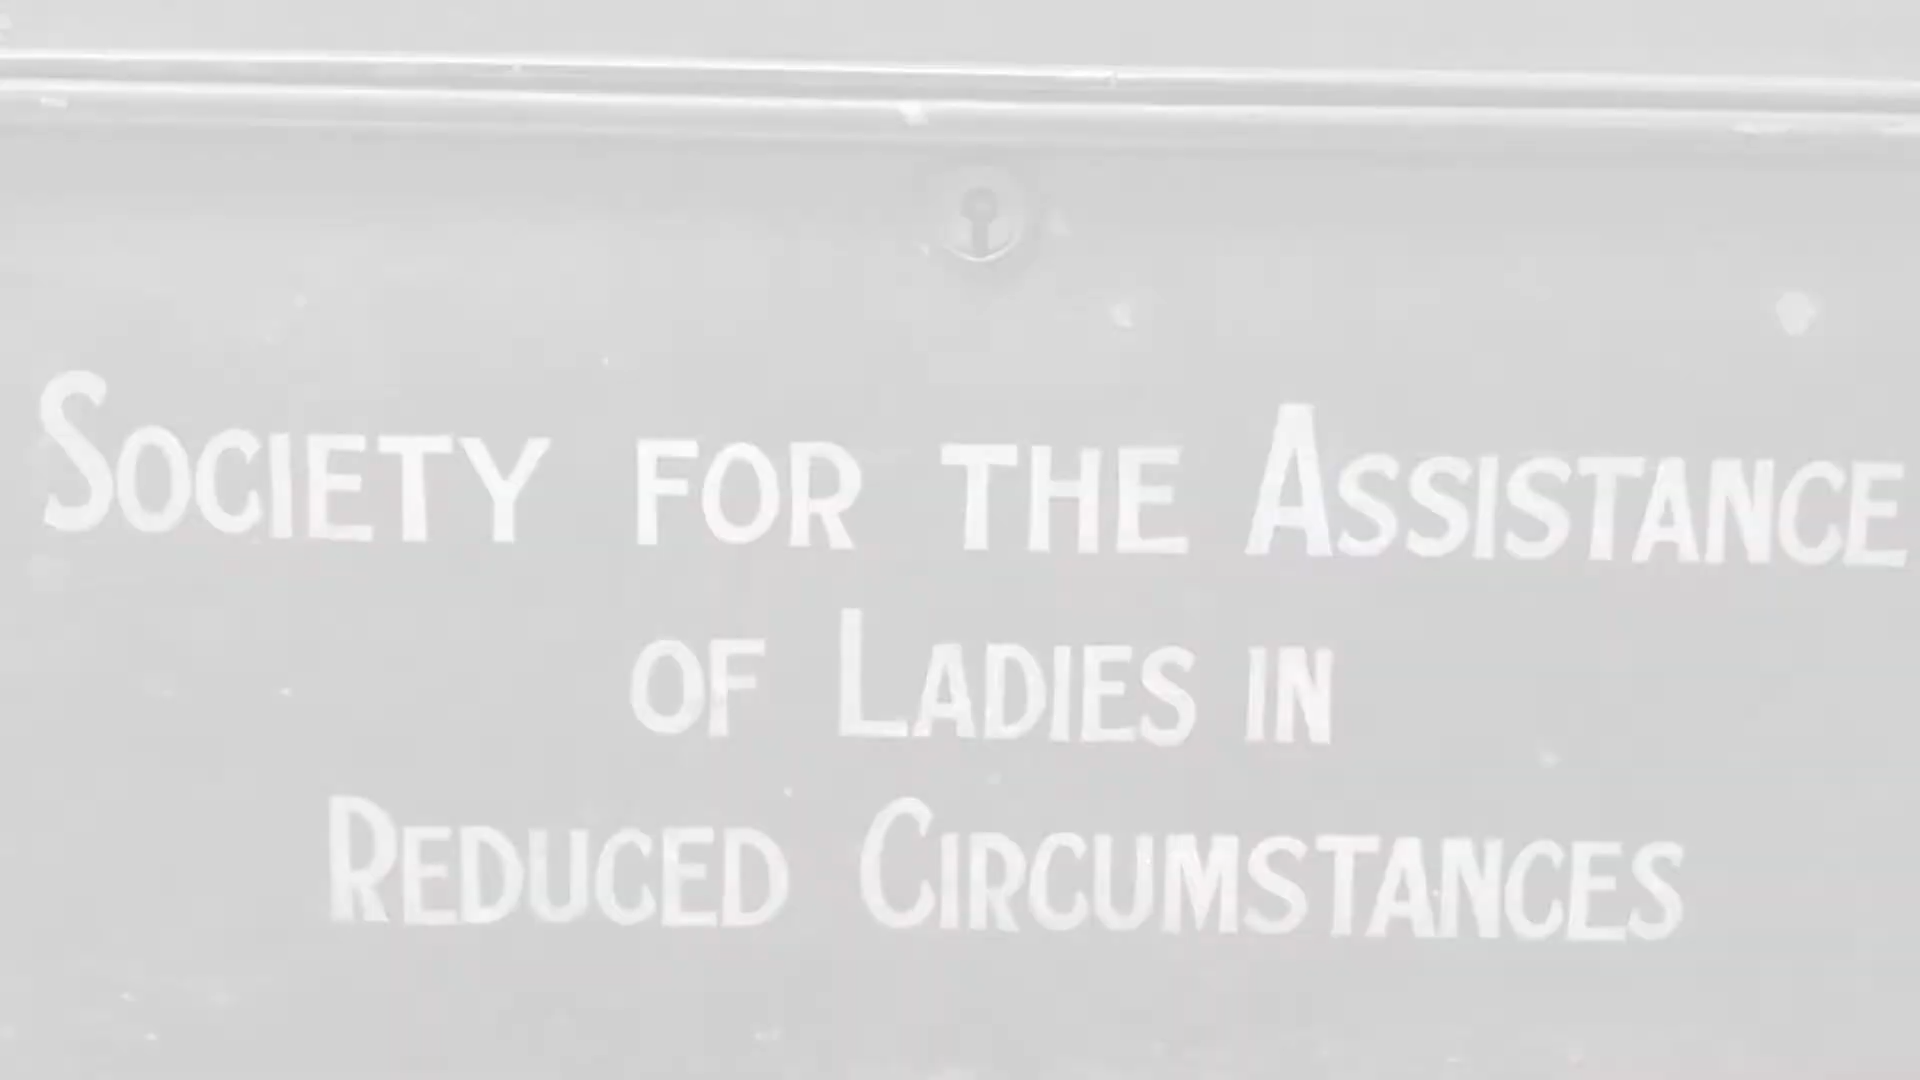 Society for the Assistance
of Ladies in
Reduced Circumstances